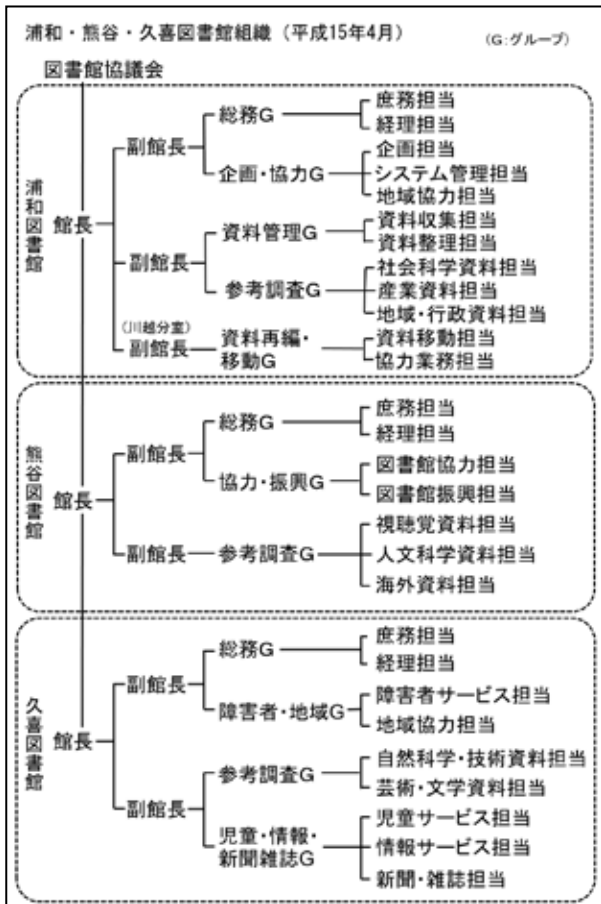 浦和・熊谷・久喜図書館組織（平成15年4月）
（G：グループ）
図書館協議会
浦和図書館
館長
副館長
総務G
庶務担当
経理担当
企画・協力G
企画担当
システム管理担当
地域協力担当
副館長
資料管理G
資料収集担当
資料整理担当
参考調査G
社会科学資料担当
産業資料担当
地域・行政資料担当
（川越分室）
副館長
資料再編・
移動G
資料移動担当
協力業務担当
熊谷図書館
館長
副館長
総務G
庶務担当
経理担当
協力・振興G
図書館協力担当
図書館振興担当
副館長
参考調査G
視聴覚資料担当
人文科学資料担当
海外資料担当
久喜図書館
館長
副館長
総務G
庶務担当
経理担当
障害者・地域G
障害者サービス担当
地域協力担当
副館長
参考調査G
自然科学・技術資料担当
芸術・文学資料担当
児童・情報・
新聞雑誌G
児童サービス担当
情報サービス担当
新聞・雑誌担当